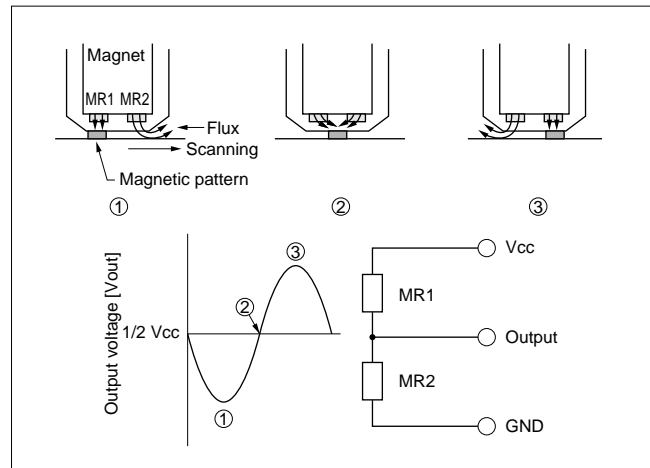 Magnet
MR1 MR2
Flux
Scanning
Magnetic pattern
① ② ③
Output voltage [Vout]
1/2 Vcc
①
②
③
Vcc
MR1
Output
MR2
GND